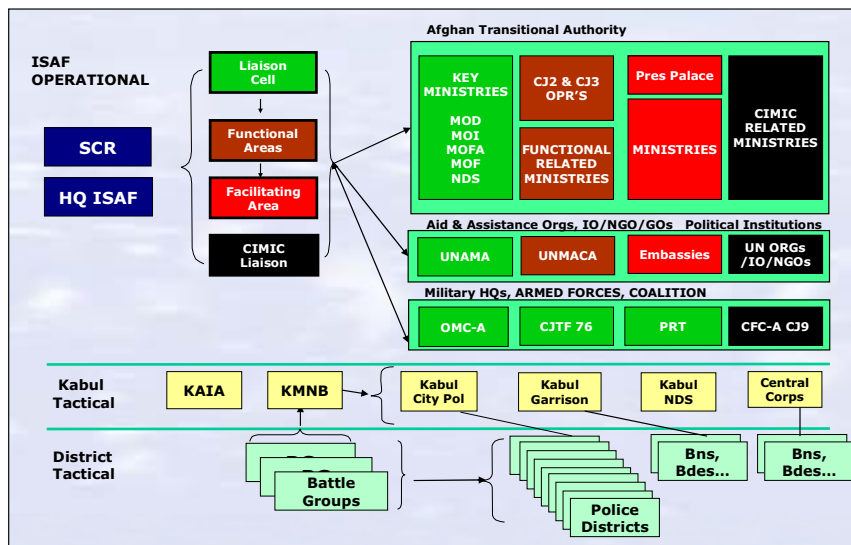 Afghan Transitional Authority
ISAF
OPERATIONAL
SCR
HQ ISAF
Liaison
Cell
Functional
Areas
Facilitating
Area
CIMIC
Liaison
KEY
MINISTRIES
MOD
MOI
MOFA
MOF
NDS
CJ2 & CJ3
OPR'S
FUNCTIONAL
RELATED
MINISTRIES
Pres Palace
MINISTRIES
CIMIC
RELATED
MINISTRIES
Aid & Assistance Orgs, IO/NGO/GOs Political Institutions
UNAMA
UNMACA
Embassies
UN ORGs
/IO/NGOs
Military HQs, ARMED FORCES, COALITION
OMC-A
CJTF 76
PRT
CFC-A CJ9
Kabul
Tactical
KAIA
KMNB
Kabul
City Pol
Kabul
Garrison
Kabul
NDS
Central
Corps
District
Tactical
Battle
Groups
Police
Districts
Bns,
Bdes...
Bns,
Bdes...